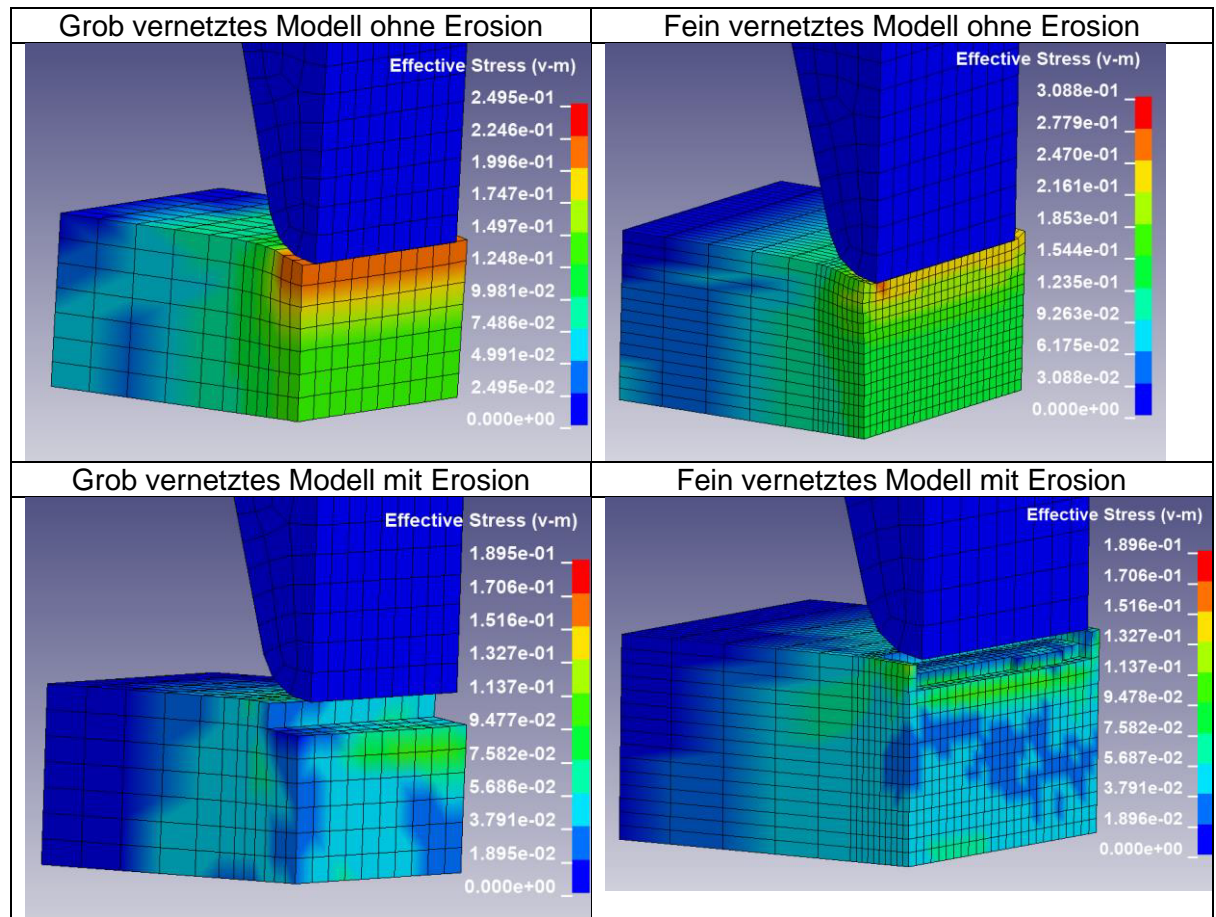 Grob vernetztes Modell ohne Erosion
Effective Stress (v-m)
2.495e-01
2.246e-01
1.996e-01
1.747e-01
1.497e-01
1.248e-01
9.981e-02
7.486e-02
4.991e-02
2.495e-02
0.000e+00
Fein vernetztes Modell ohne Erosion
Effective Stress (v-m)
3.088e-01
2.779e-01
2.470e-01
2.161e-01
1.853e-01
1.544e-01
1.235e-01
9.263e-02
6.175e-02
3.088e-02
0.000e+00
Grob vernetztes Modell mit Erosion
Effective Stress (v-m)
1.895e-01
1.706e-01
1.516e-01
1.327e-01
1.137e-01
9.477e-02
7.582e-02
5.686e-02
3.791e-02
1.895e-02
0.000e+00
Fein vernetztes Modell mit Erosion
Effective Stress (v-m)
1.896e-01
1.706e-01
1.516e-01
1.327e-01
1.137e-01
9.478e-02
7.582e-02
5.687e-02
3.791e-02
1.896e-02
0.000e+00